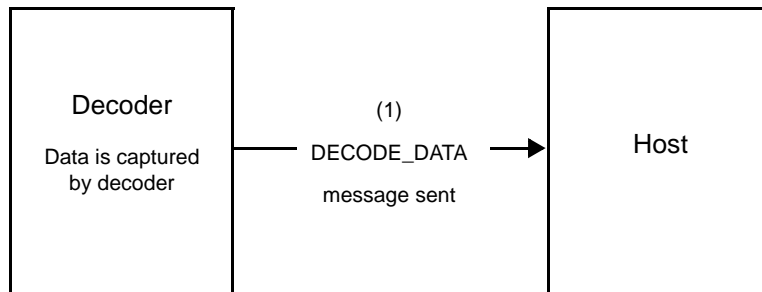 Decoder
Data is captured
by decoder
(1)
DECODE_DATA
message sent
Host